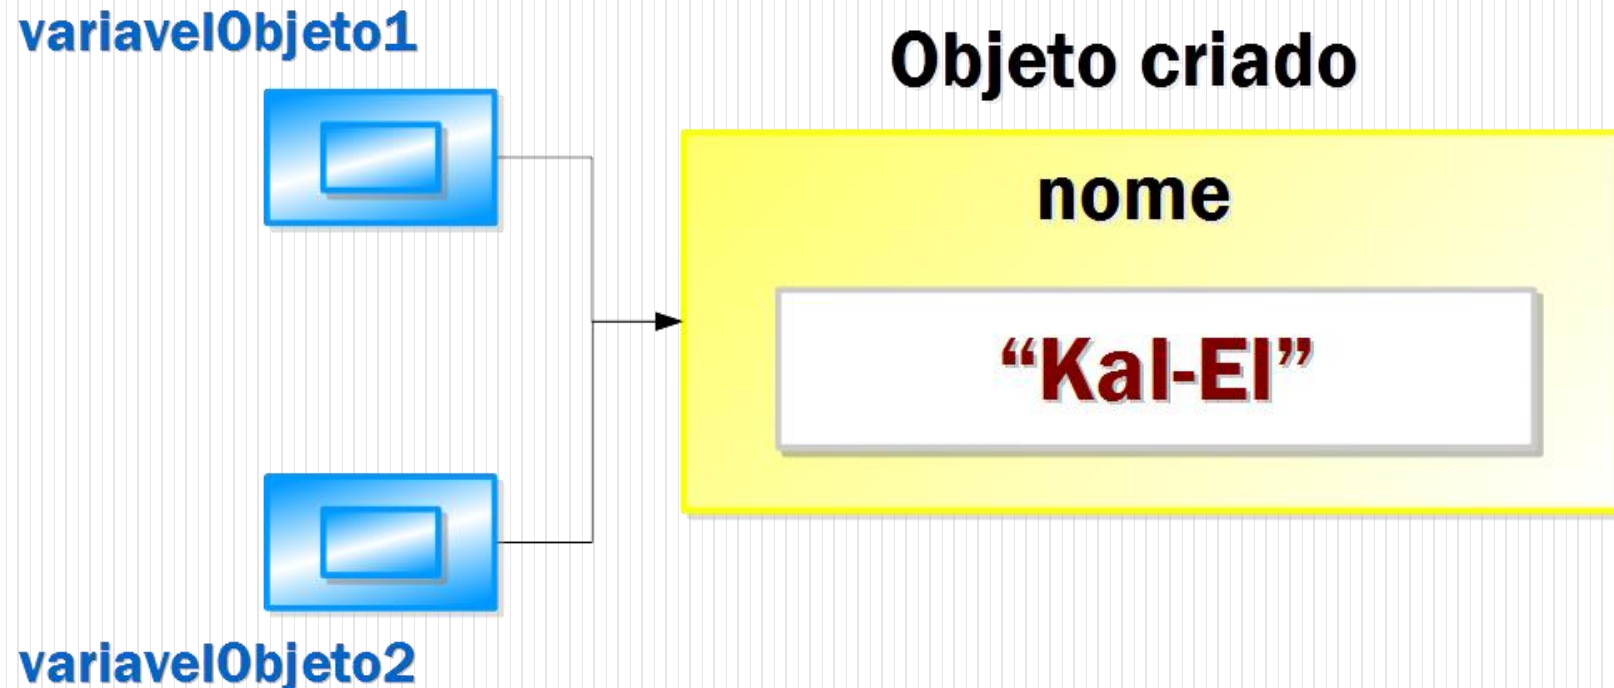 variavelObjeto1
Objeto criado
nome
“Kal-El”
variavelObjeto2